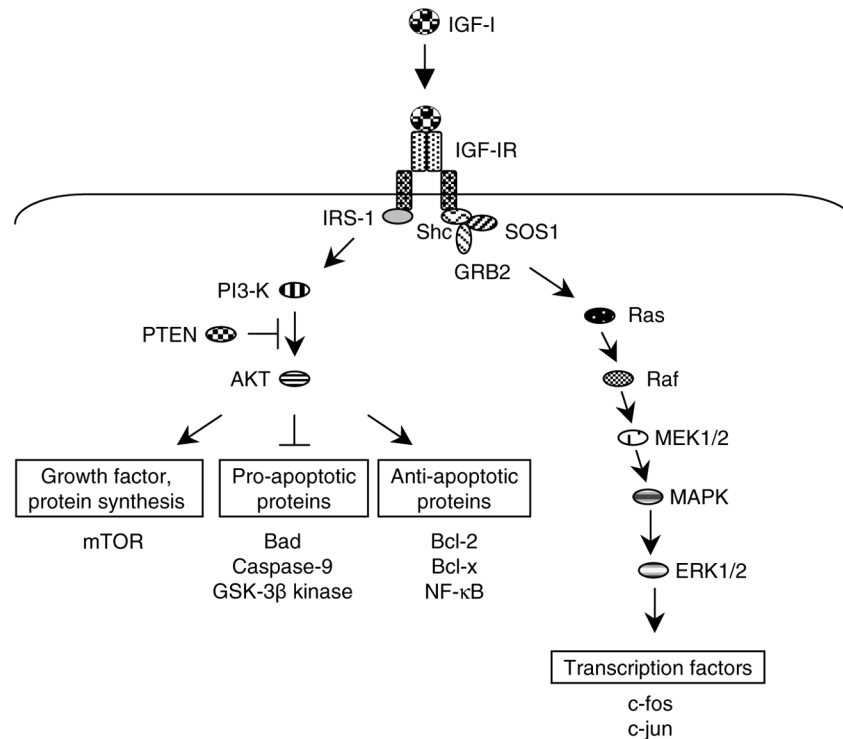 IGF-I
IGF-IR
IRS-1
Shc
SOS1
GRB2
PI3-K
PTEN
AKT
Ras
Raf
MEK1/2
MAPK
ERK1/2
Growth factor,
protein synthesis
mTOR
Pro-apoptotic
proteins
Bad
Caspase-9
GSK-3β kinase
Anti-apoptotic
proteins
Bcl-2
Bcl-x
NF-κB
Transcription factors
c-fos
c-jun